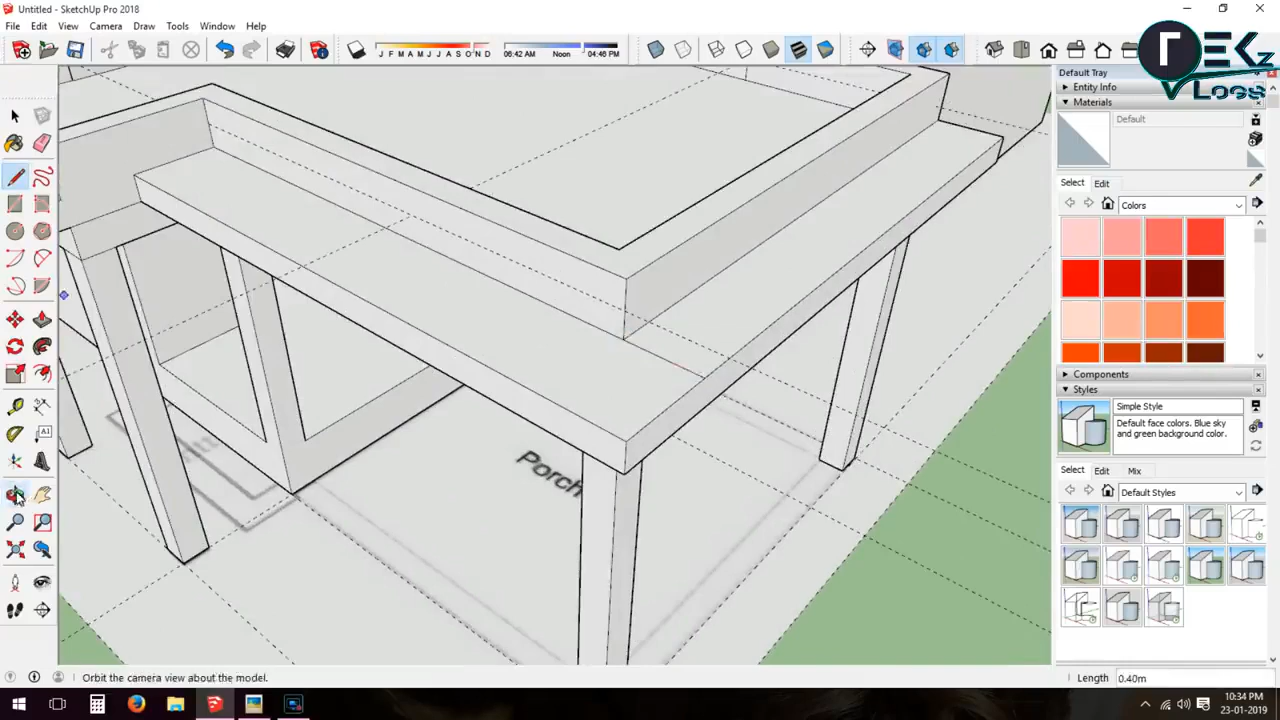 Untitled - SketchUp Pro 2018
File Edit View Camera Draw Tools Window Help
J F M A M J J A S O N D
06:42 AM Noon 04:46 PM
TEKz
VLogs
Default Tray
Entity Info
Materials
Default
Select Edit
Colors
Components
Styles
Simple Style
Default face colors. Blue sky and green background color.
Select Edit Mix
Default Styles
Porch
A1
Orbit the camera view about the model.
Length 0.40m
10:34 PM
23-01-2019